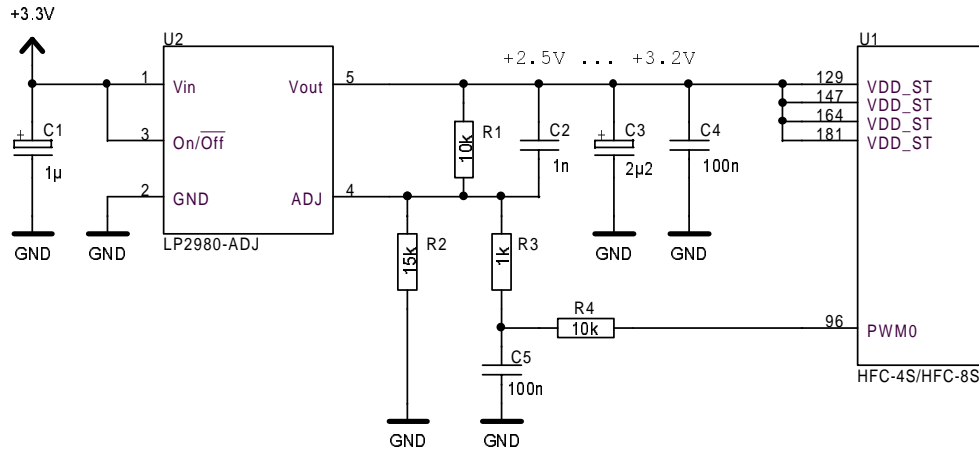 +3.3V
U2
U1
+2.5V ... +3.2V
1
Vin
Vout
5
129
VDD_ST
147
VDD_ST
164
VDD_ST
181
VDD_ST
+
C1
1µ
3
On/Off
R1
10k
C2
1n
+
C3
2µ2
C4
100n
2
GND
ADJ
4
LP2980-ADJ
GND
GND
R2
15k
R3
1k
GND
GND
R4
10k
96
PWM0
C5
100n
HFC-4S/HFC-8S
GND
GND